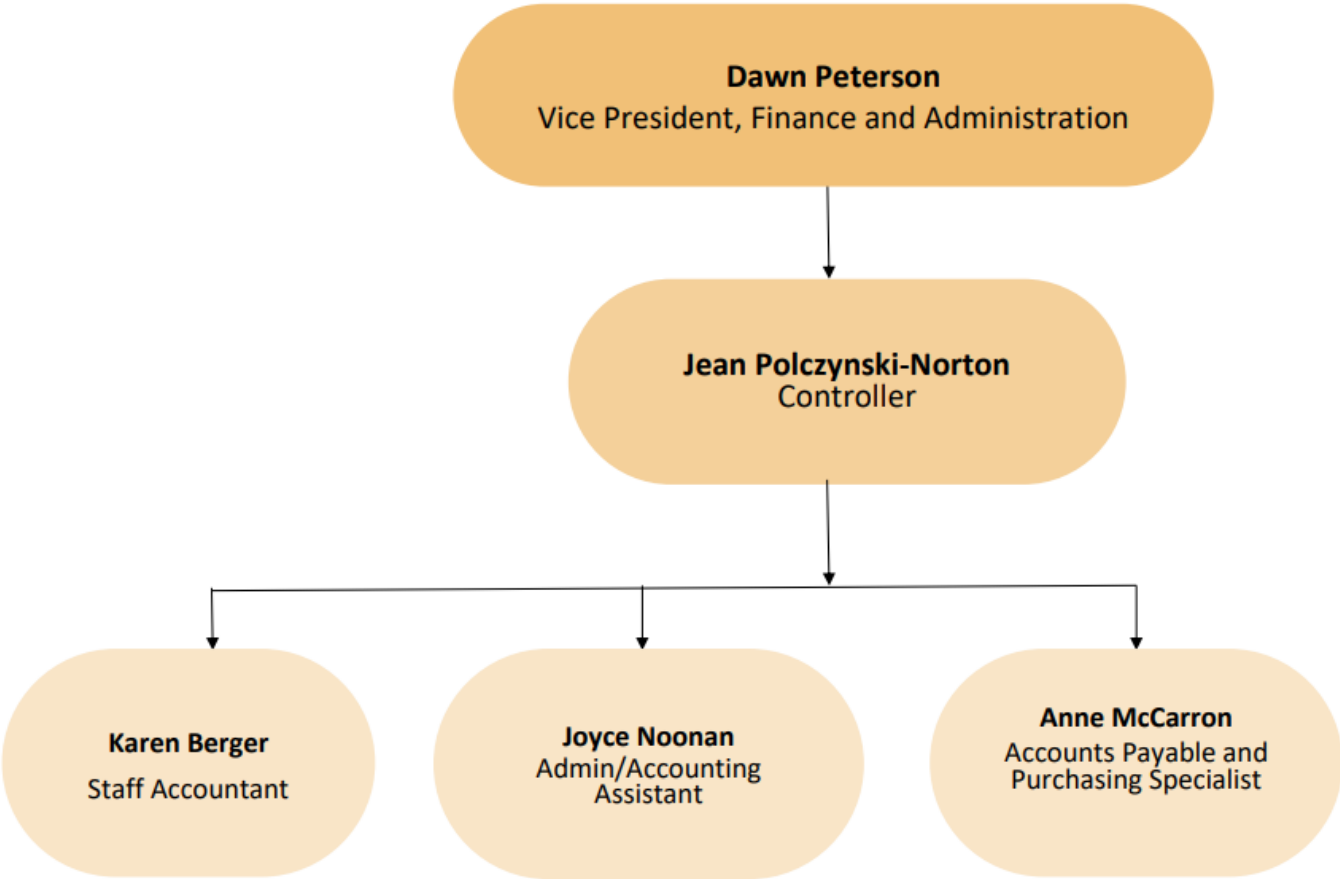 Dawn Peterson
Vice President, Finance and Administration
Jean Polczynski-Norton
Controller
Karen Berger
Staff Accountant
Joyce Noonan
Admin/Accounting
Assistant
Anne McCarron
Accounts Payable and
Purchasing Specialist